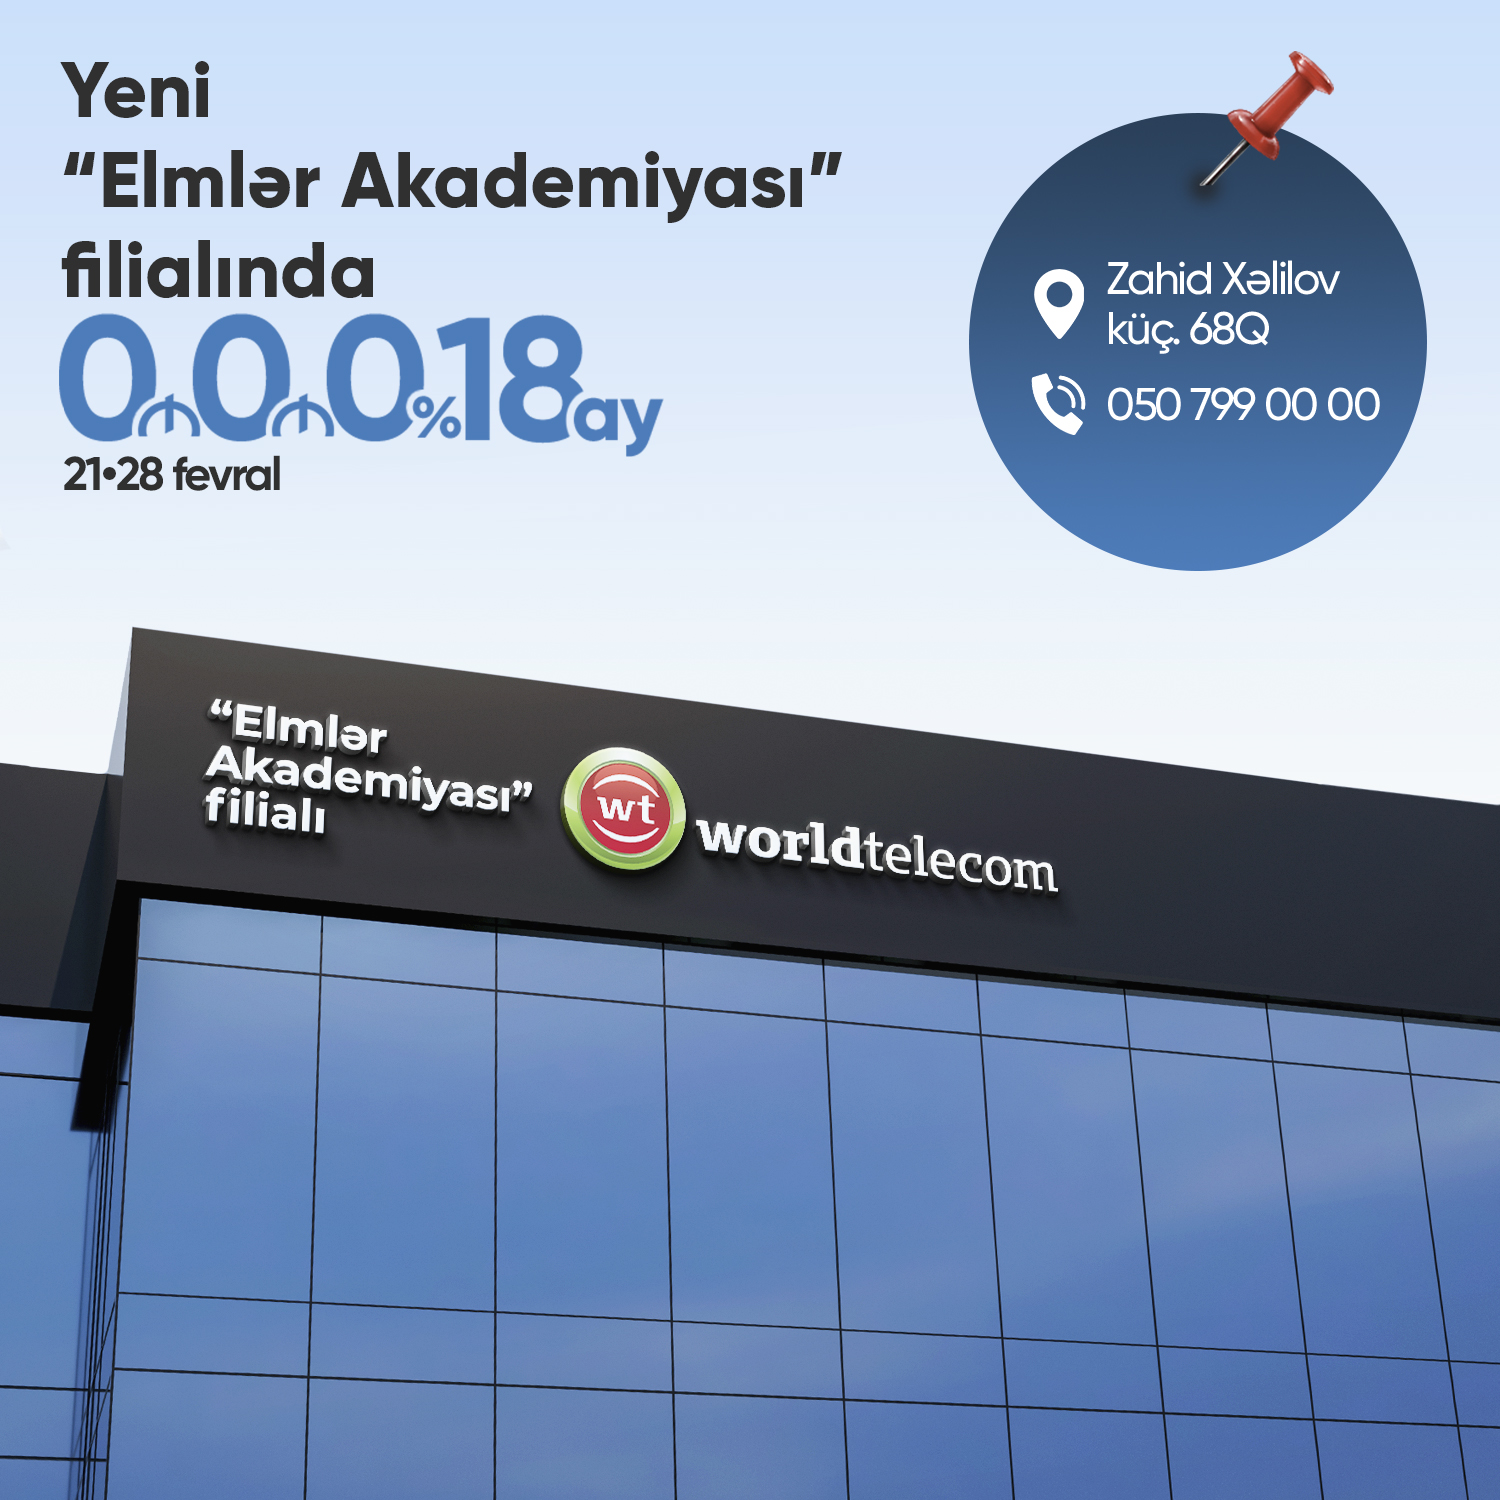 Yeni
“Elmlər Akademiyası”
filialında
0₼0₼0%18ay
21•28 fevral
Zahid Xəlilov
küç. 68Q
050 799 00 00
“Elmlər
Akademiyası”
filialı
wt
worldtelecom